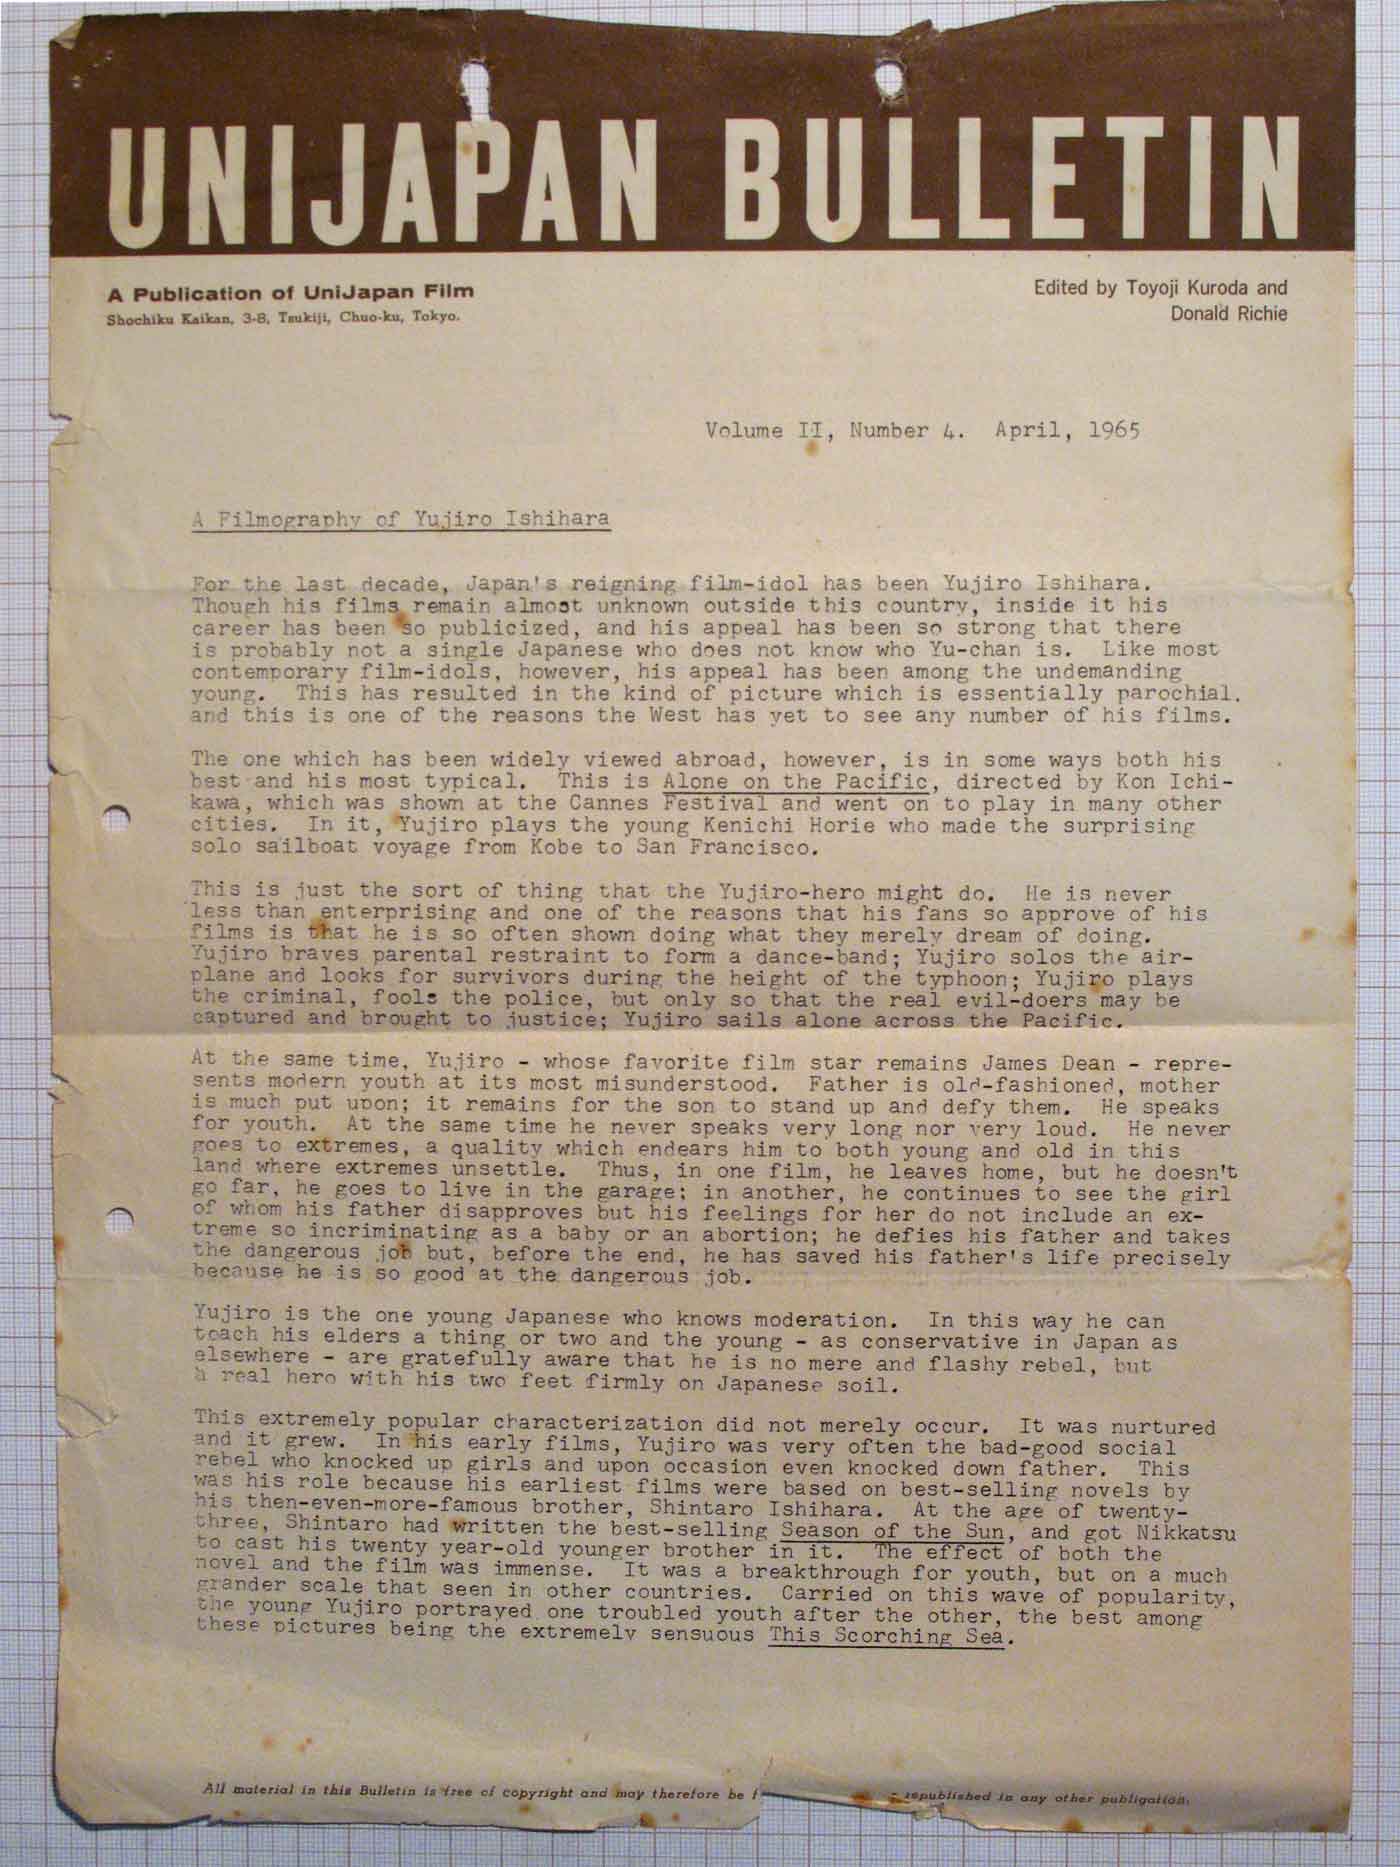 UNIJAPAN BULLETIN
A Publication of UniJapan Film
Shochiku Kaikan, 3-8, Tsukiji, Chuo-ku, Tokyo.
Edited by Toyoji Kuroda and
Donald Richie
Volume II, Number 4. April, 1965
A Filmography of Yujiro Ishihara
For the last decade, Japan's reigning film-idol has been Yujiro Ishihara.
Though his films remain almost unknown outside this country, inside it his
career has been so publicized, and his appeal has been so strong that there
is probably not a single Japanese who does not know who Yu-chan is. Like most
contemporary film-idols, however, his appeal has been among the undemanding
young. This has resulted in the kind of picture which is essentially parochial.
and this is one of the reasons the West has yet to see any number of his films.
The one which has been widely viewed abroad, however, is in some ways both his
best and his most typical. This is Alone on the Pacific, directed by Kon Ichi-
kawa, which was shown at the Cannes Festival and went on to play in many other
cities. In it, Yujiro plays the young Kenichi Horie who made the surprising
solo sailboat voyage from Kobe to San Francisco.
This is just the sort of thing that the Yujiro-hero might do. He is never
less than enterprising and one of the reasons that his fans so approve of his
films is that he is so often shown doing what they merely dream of doing.
Yujiro braves parental restraint to form a dance-band; Yujiro solos the air-
plane and looks for survivors during the height of the typhoon; Yujiro plays
the criminal, fools the police, but only so that the real evil-doers may be
captured and brought to justice; Yujiro sails alone across the Pacific.
At the same time, Yujiro - whose favorite film star remains James Dean - repre-
sents modern youth at its most misunderstood. Father is old-fashioned, mother
is much put upon; it remains for the son to stand up and defy them. He speaks
for youth. At the same time he never speaks very long nor very loud. He never
goes to extremes, a quality which endears him to both young and old in this
land where extremes unsettle. Thus, in one film, he leaves home, but he doesn't
go far, he goes to live in the garage; in another, he continues to see the girl
of whom his father disapproves but his feelings for her do not include an ex-
treme so incriminating as a baby or an abortion; he defies his father and takes
the dangerous job but, before the end, he has saved his father's life precisely
because he is so good at the dangerous job.
Yujiro is the one young Japanese who knows moderation. In this way he can
teach his elders a thing or two and the young - as conservative in Japan as
elsewhere - are gratefully aware that he is no mere and flashy rebel, but
a real hero with his two feet firmly on Japanese soil.
This extremely popular characterization did not merely occur. It was nurtured
and it grew. In his early films, Yujiro was very often the bad-good social
rebel who knocked up girls and upon occasion even knocked down father. This
was his role because his earliest films were based on best-selling novels by
his then-even-more-famous brother, Shintaro Ishihara. At the age of twenty-
three, Shintaro had written the best-selling Season of the Sun, and got Nikkatsu
to cast his twenty year-old younger brother in it. The effect of both the
novel and the film was immense. It was a breakthrough for youth, but on a much
grander scale that seen in other countries. Carried on this wave of popularity,
the young Yujiro portrayed one troubled youth after the other, the best among
these pictures being the extremely sensuous This Scorching Sea.
All material in this Bulletin is free of copyright and may therefore be republished in any other publication.